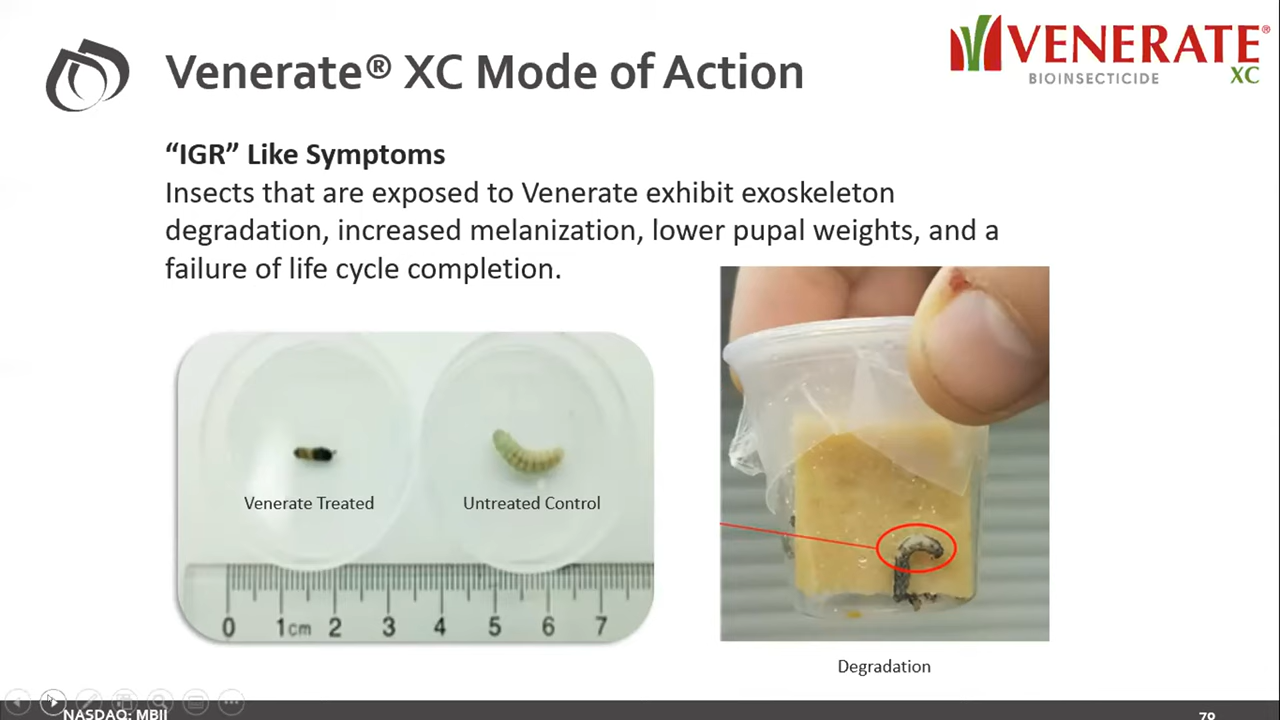 Venerate® XC Mode of Action
VENERATE®
BIOINSECTICIDE
XC
“IGR” Like Symptoms
Insects that are exposed to Venerate exhibit exoskeleton
degradation, increased melanization, lower pupal weights, and a
failure of life cycle completion.
Venerate Treated
Untreated Control
0 1cm 2 3 4 5 6 7
Degradation
NASDAQ: MBII